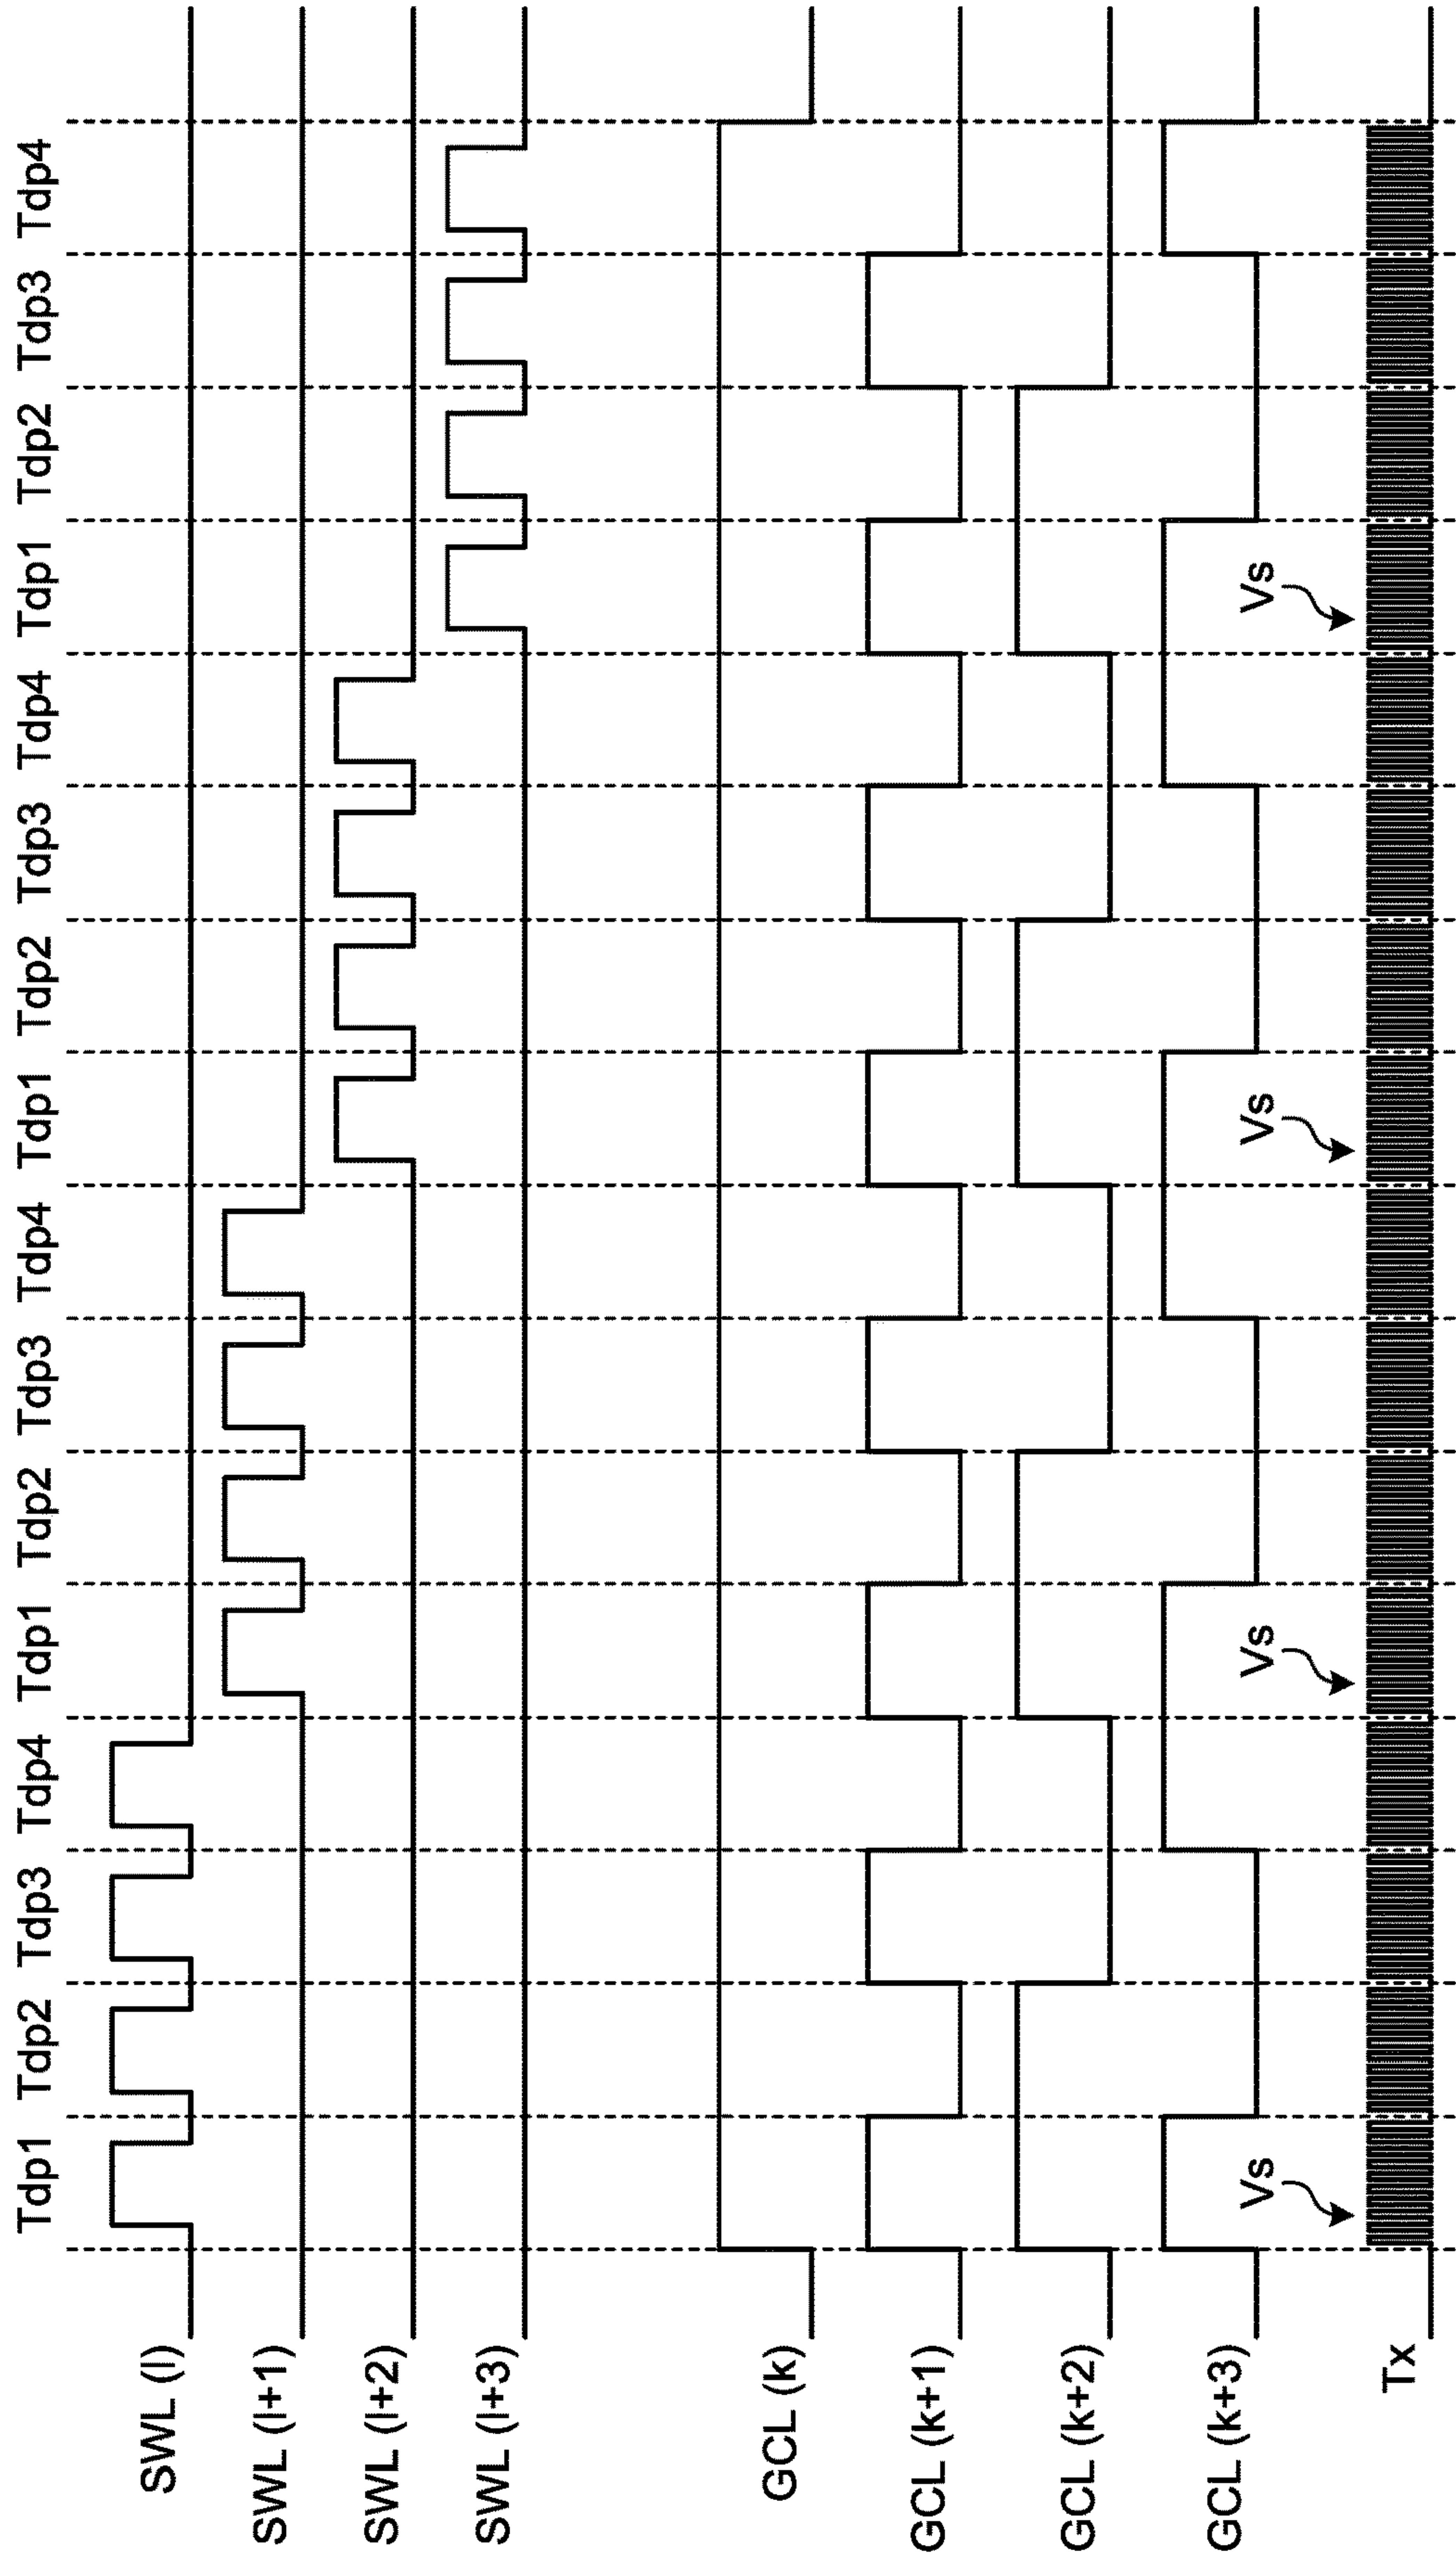 Tdp1 Tdp2 Tdp3 Tdp4 Tdp1 Tdp2 Tdp3 Tdp4 Tdp1 Tdp2 Tdp3 Tdp4 Tdp1 Tdp2 Tdp3 Tdp4
SWL (l)
SWL (l+1)
SWL (l+2)
SWL (l+3)
GCL (k)
GCL (k+1)
GCL (k+2)
GCL (k+3)
Vs Vs Vs Vs
Tx